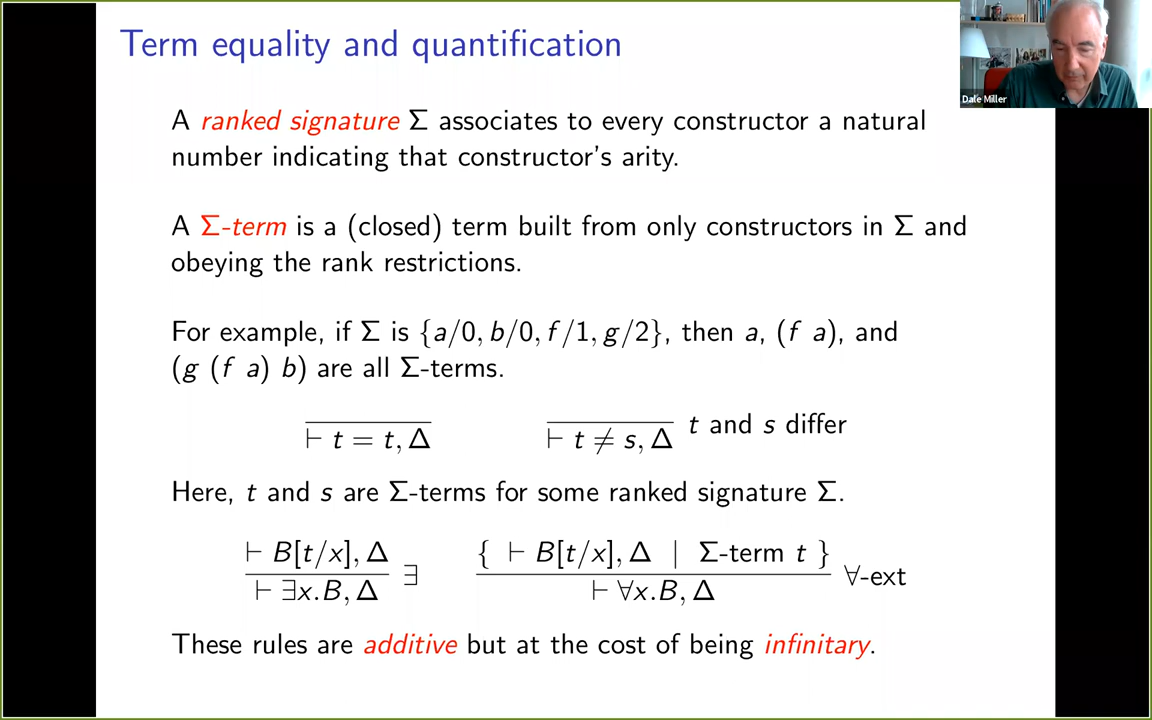 Term equality and quantification
Dale Miller
A ranked signature Σ associates to every constructor a natural
number indicating that constructor's arity.
A Σ-term is a (closed) term built from only constructors in Σ and
obeying the rank restrictions.
For example, if Σ is {a/0, b/0, f/1, g/2}, then a, (f a), and
(g (f a) b) are all Σ-terms.
⊢ t = t, Δ
⊢ t ≠ s, Δ
t and s differ
Here, t and s are Σ-terms for some ranked signature Σ.
⊢ B[t/x], Δ
⊢ ∃x.B, Δ
∃
{ ⊢ B[t/x], Δ | Σ-term t }
⊢ ∀x.B, Δ
∀-ext
These rules are additive but at the cost of being infinitary.